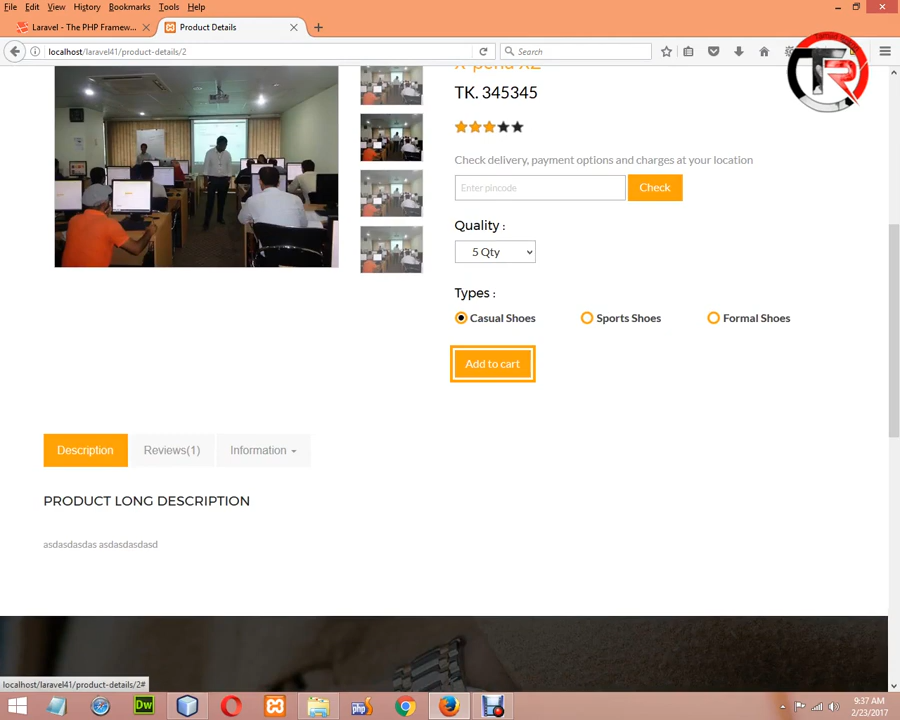 File Edit View History Bookmarks Tools Help
Laravel - The PHP Framew...
Product Details
localhost/laravel41/product-details/2
Search
TK. 345345
Check delivery, payment options and charges at your location
Enter pincode
Check
Quality :
5 Qty
Types :
Casual Shoes
Sports Shoes
Formal Shoes
Add to cart
Description
Reviews(1)
Information
PRODUCT LONG DESCRIPTION
asdasdasdas asdasdasdasd
localhost/laravel41/product-details/2#
Dw
php
9:37 AM
2/23/2017